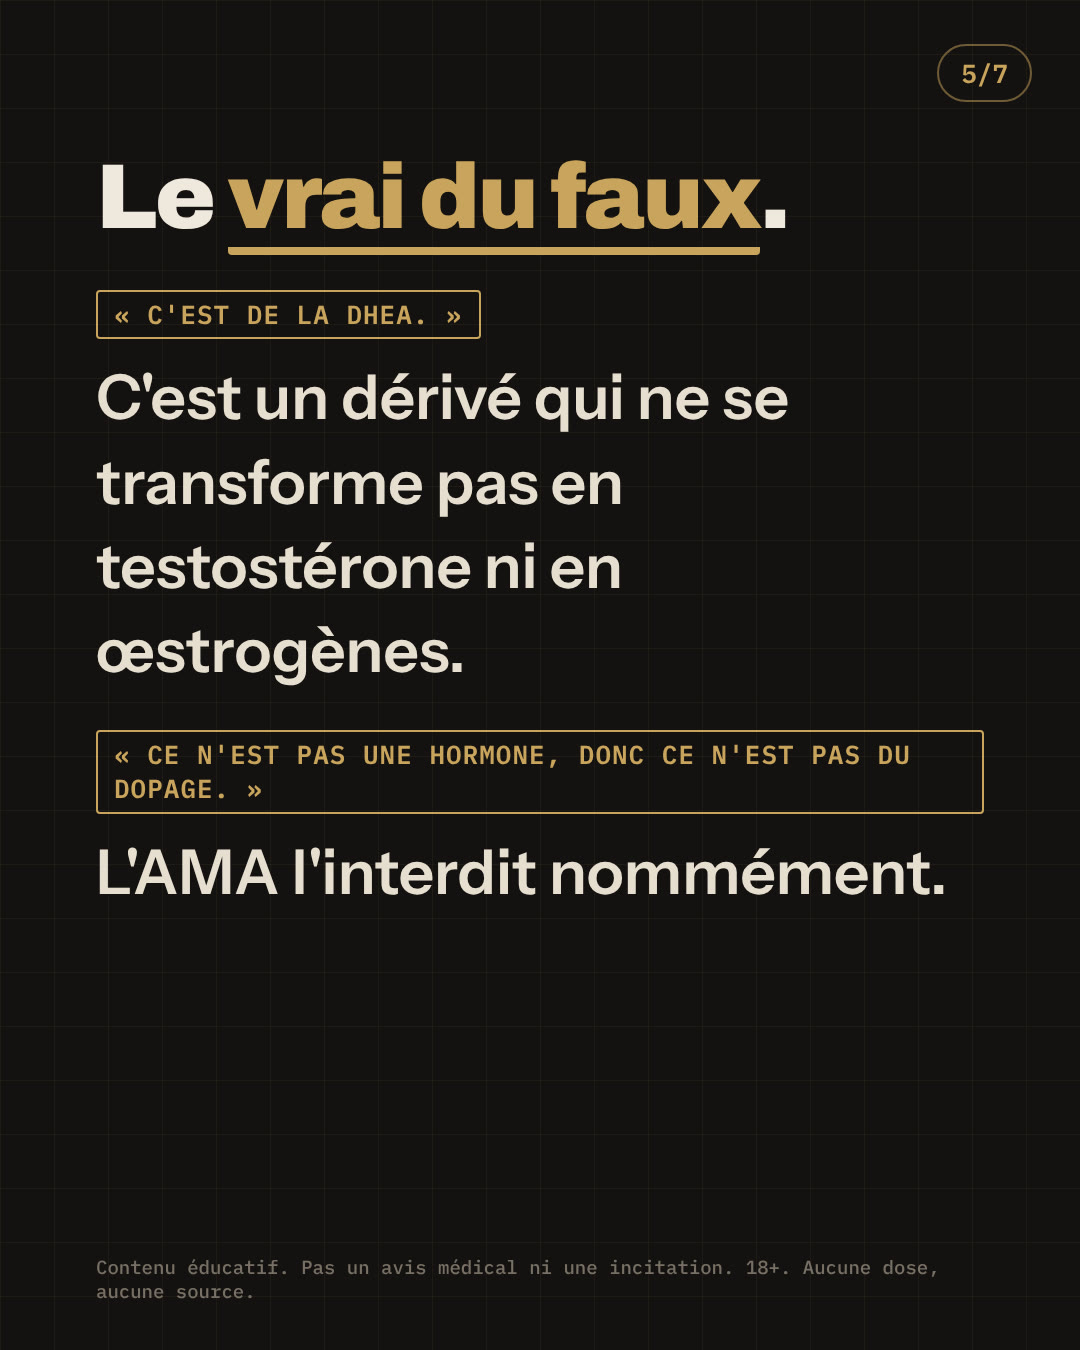 5/7
Le vrai du faux.
« C'EST DE LA DHEA. »
C'est un dérivé qui ne se
transforme pas en
testostérone ni en
œstrogènes.
« CE N'EST PAS UNE HORMONE, DONC CE N'EST PAS DU
DOPAGE. »
L'AMA l'interdit nommément.
Contenu éducatif. Pas un avis médical ni une incitation. 18+. Aucune dose,
aucune source.